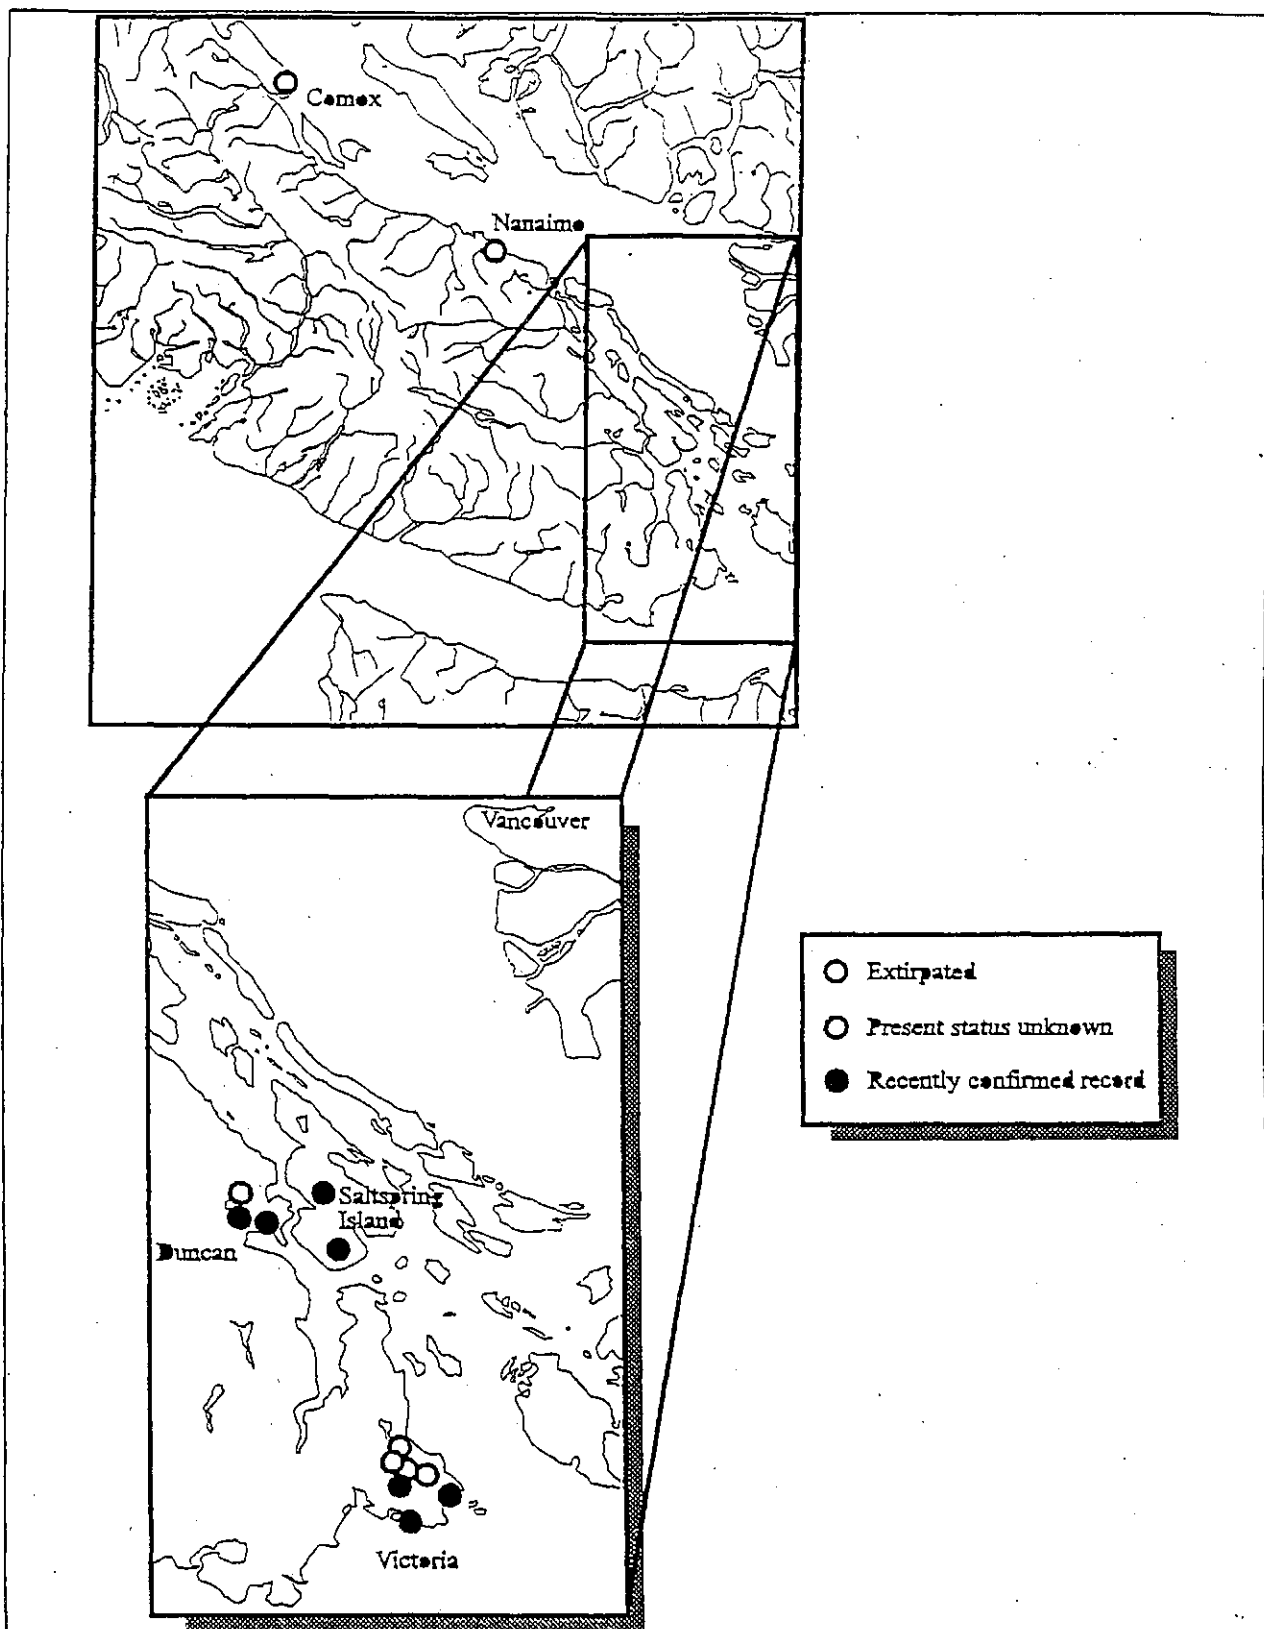 Comox
Nanaimo
Vancouver
Extirpated
Present status unknown
Recently confirmed record
Saltspring
Island
Duncan
Victoria